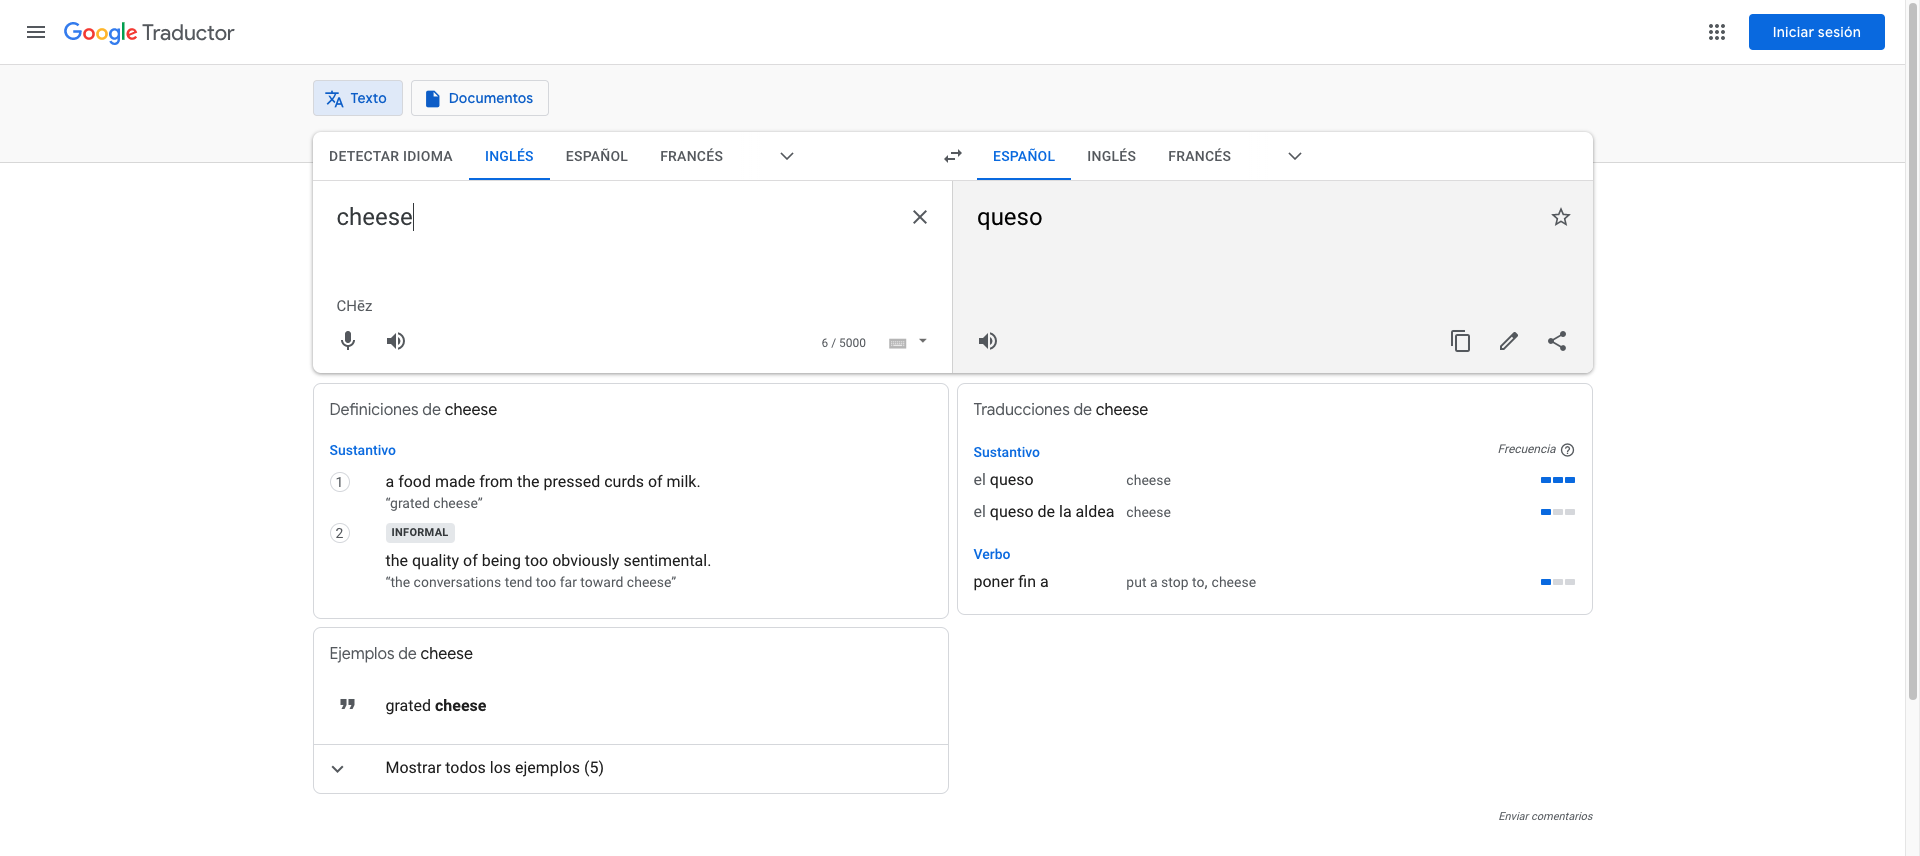 Google Traductor
Iniciar sesión
Texto
Documentos
DETECTAR IDIOMA INGLÉS ESPAÑOL FRANCÉS
ESPAÑOL INGLÉS FRANCÉS
cheese
CHēz
6 / 5000
queso
Definiciones de cheese
Sustantivo
1 a food made from the pressed curds of milk.
“grated cheese”
2 INFORMAL
the quality of being too obviously sentimental.
“the conversations tend too far toward cheese”
Traducciones de cheese
Sustantivo Frecuencia
el queso cheese
el queso de la aldea cheese
Verbo
poner fin a put a stop to, cheese
Ejemplos de cheese
grated cheese
Mostrar todos los ejemplos (5)
Enviar comentarios